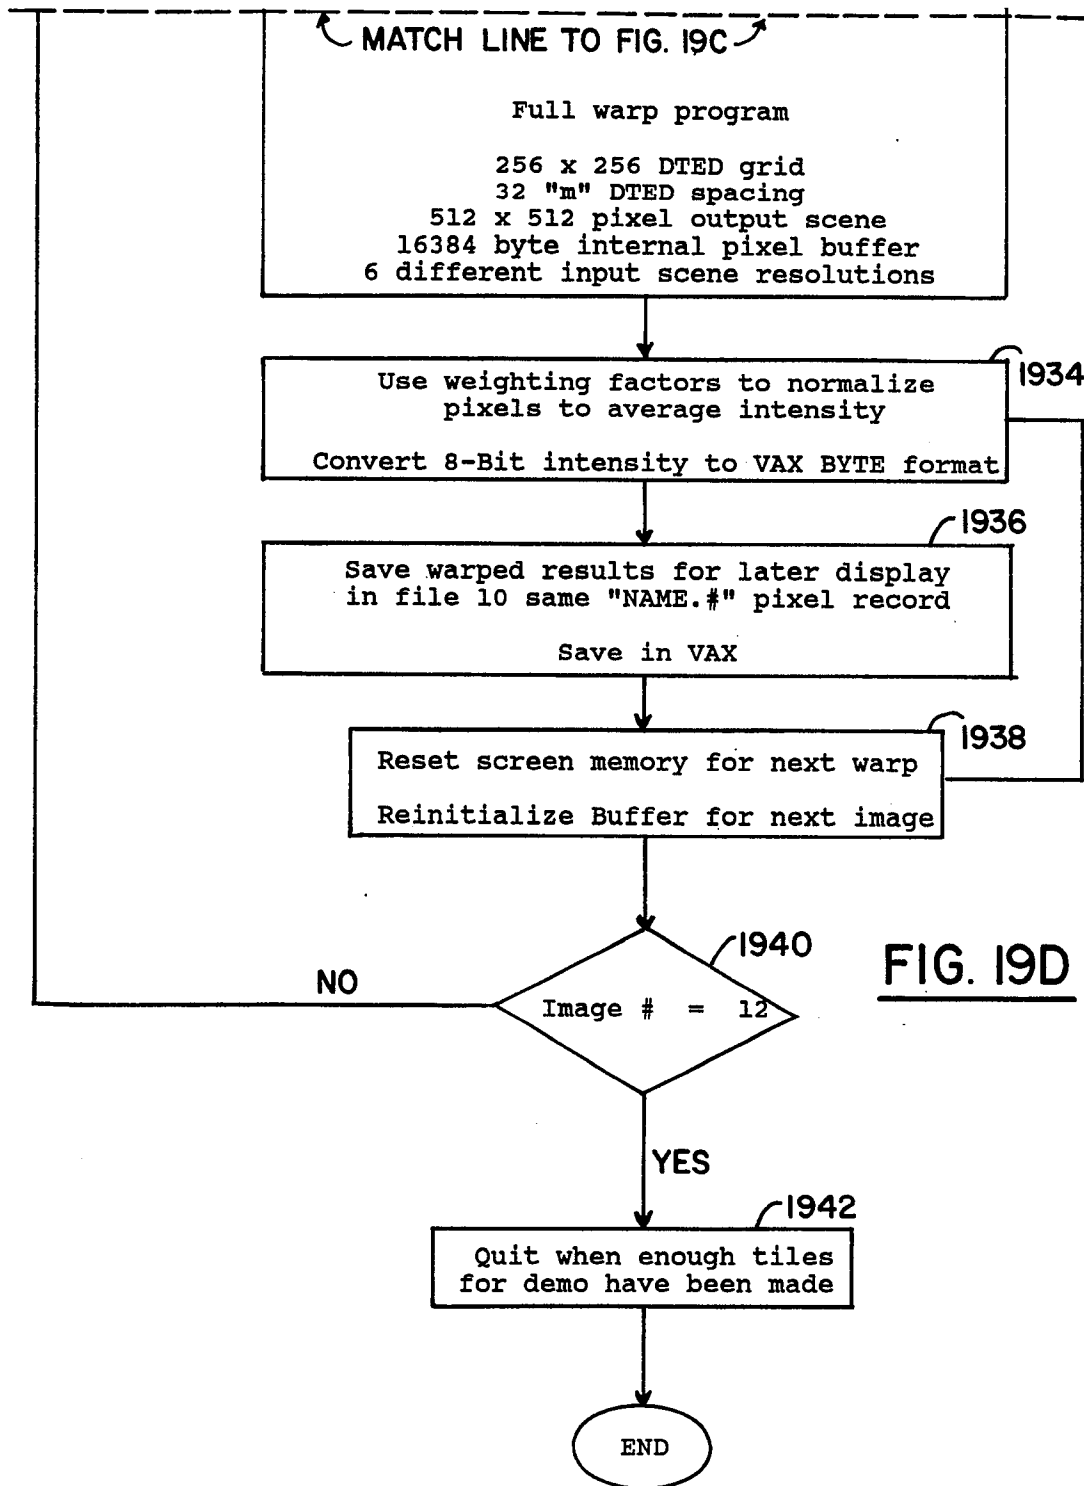 MATCH LINE TO FIG. 19C
Full warp program
256 x 256 DTED grid
32 "m" DTED spacing
512 x 512 pixel output scene
16384 byte internal pixel buffer
6 different input scene resolutions
1934
Use weighting factors to normalize
pixels to average intensity
Convert 8-Bit intensity to VAX BYTE format
1936
Save warped results for later display
in file 10 same "NAME.#" pixel record
Save in VAX
1938
Reset screen memory for next warp
Reinitialize Buffer for next image
1940
FIG. 19D
NO
Image # = 12
YES
1942
Quit when enough tiles
for demo have been made
END